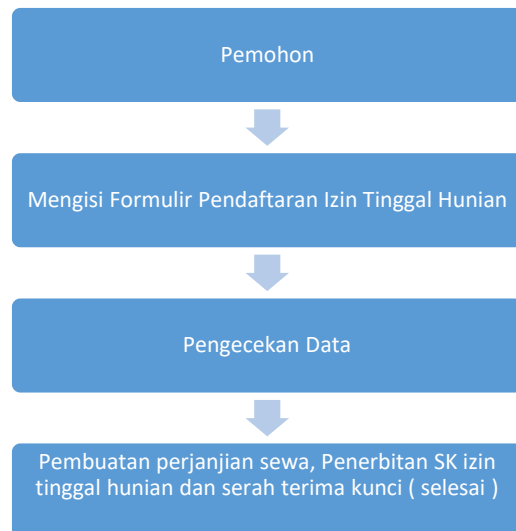 Pemohon
Mengisi Formulir Pendaftaran Izin Tinggal Hunian
Pengecekan Data
Pembuatan perjanjian sewa, Penerbitan SK izin
tinggal hunian dan serah terima kunci ( selesai )